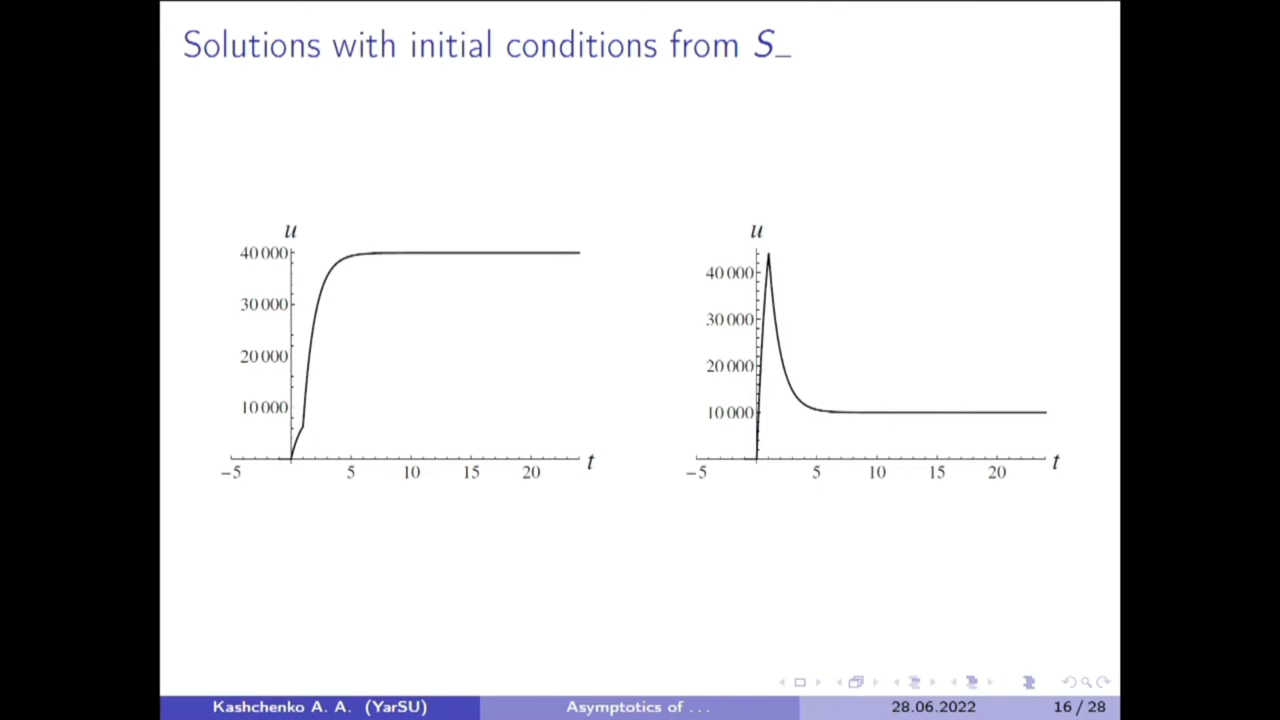 Solutions with initial conditions from S_
u
40 000
30 000
20 000
10 000
−5 5 10 15 20 t
u
40 000
30 000
20 000
10 000
−5 5 10 15 20 t
Kashchenko A. A. (YarSU) Asymptotics of . . . 28.06.2022 16 / 28